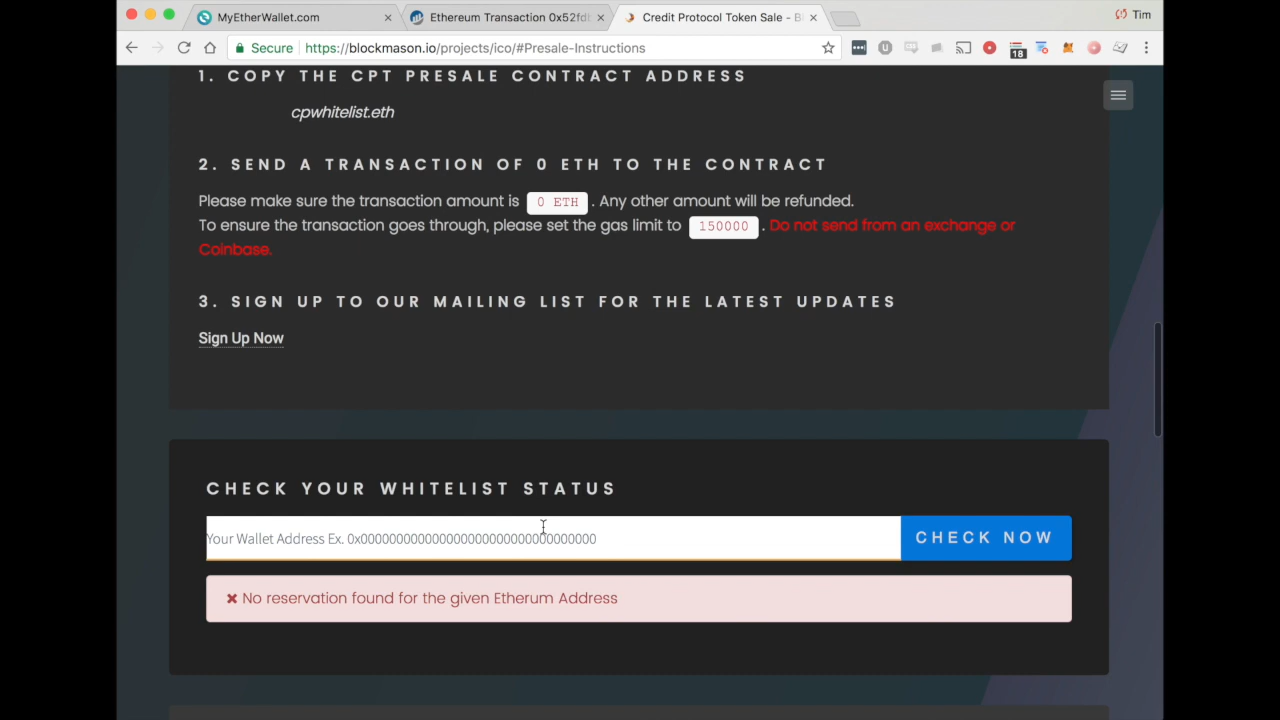 MyEtherWallet.com
Ethereum Transaction 0x52fd
Credit Protocol Token Sale - B
Tim
Secure https://blockmason.io/projects/ico/#Presale-Instructions
18
1. COPY THE CPT PRESALE CONTRACT ADDRESS
cpwhitelist.eth
2. SEND A TRANSACTION OF 0 ETH TO THE CONTRACT
Please make sure the transaction amount is 0 ETH . Any other amount will be refunded.
To ensure the transaction goes through, please set the gas limit to 150000 . Do not send from an exchange or
Coinbase.
3. SIGN UP TO OUR MAILING LIST FOR THE LATEST UPDATES
Sign Up Now
CHECK YOUR WHITELIST STATUS
Your Wallet Address Ex. 0x00000000000000000000000000000000
CHECK NOW
No reservation found for the given Etherum Address